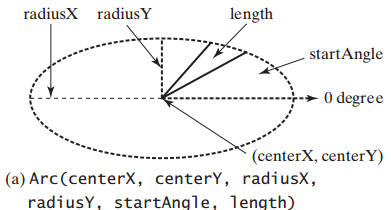 radiusX radiusY length
startAngle
0 degree
(centerX, centerY)
(a) Arc(centerX, centerY, radiusX,
radiusY, startAngle, length)